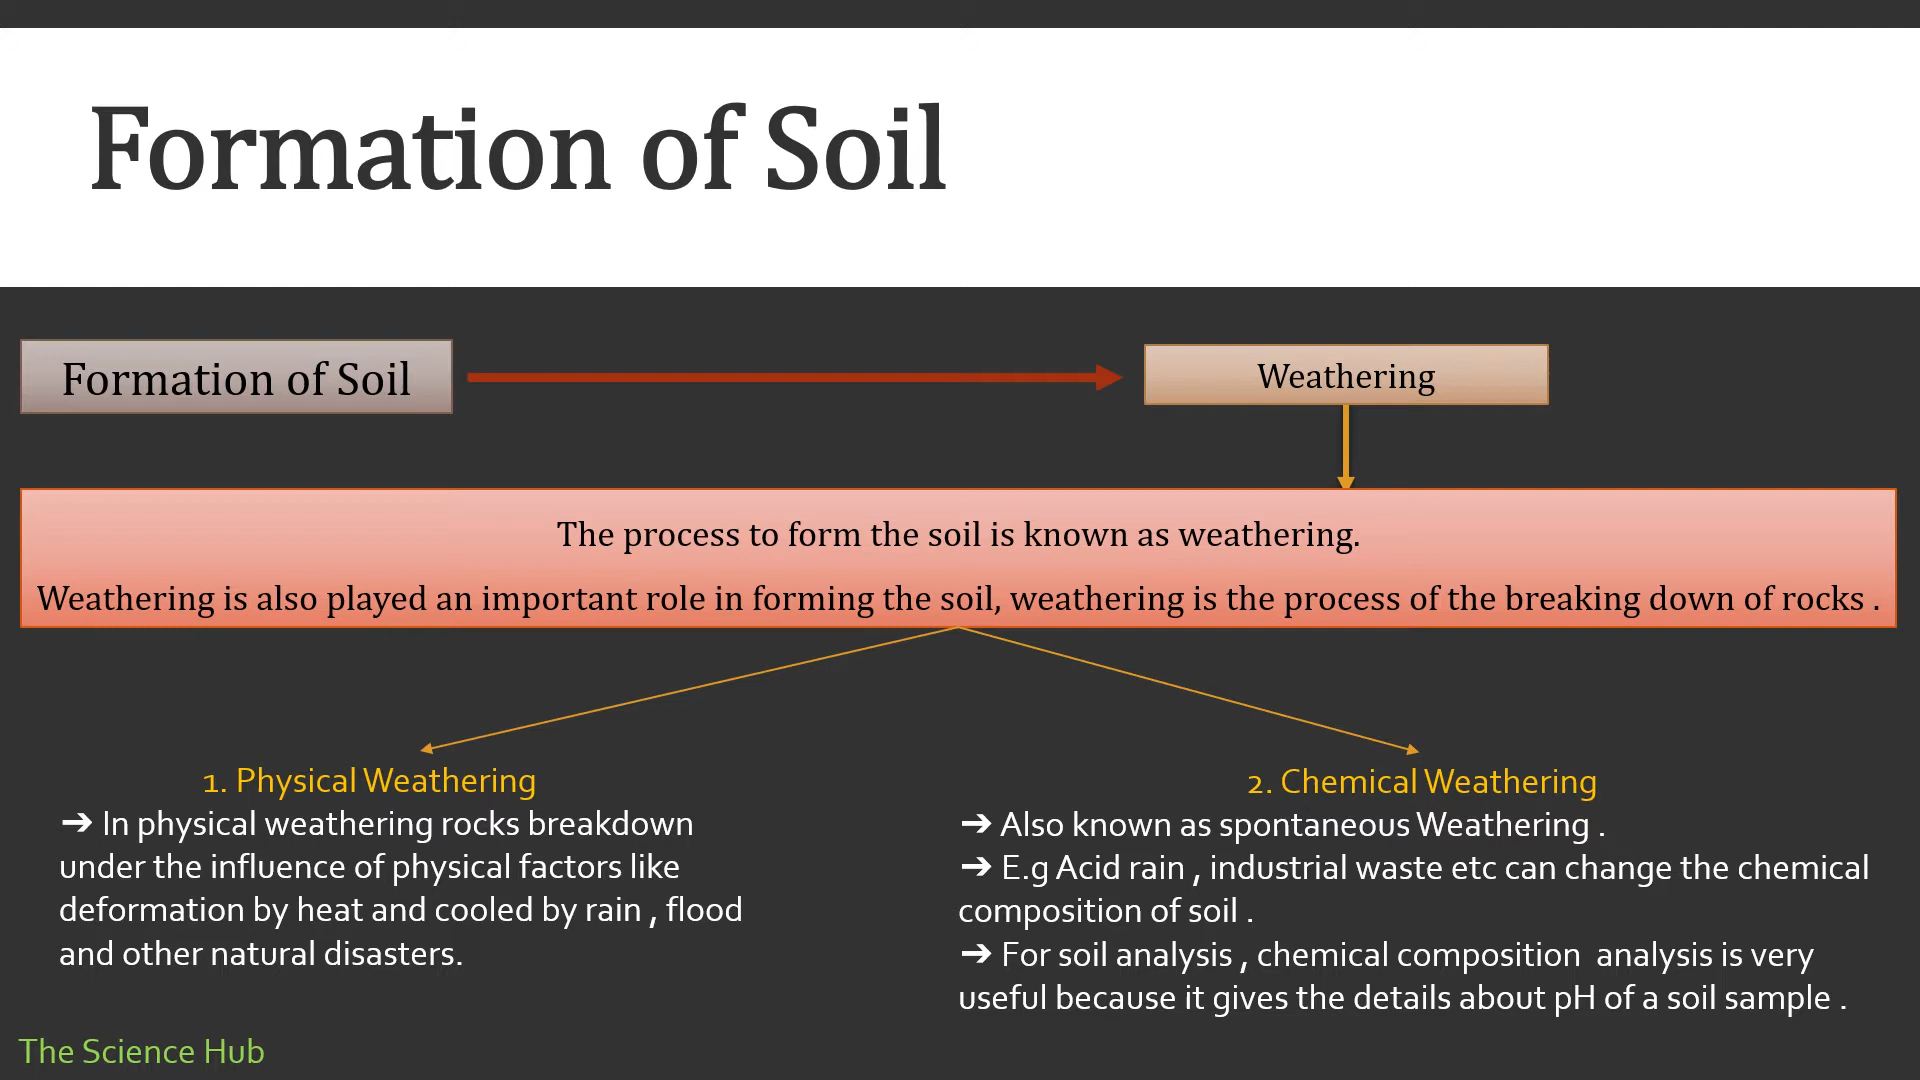 Formation of Soil
Formation of Soil
Weathering
The process to form the soil is known as weathering.
Weathering is also played an important role in forming the soil, weathering is the process of the breaking down of rocks .
1. Physical Weathering
➔ In physical weathering rocks breakdown
under the influence of physical factors like
deformation by heat and cooled by rain , flood
and other natural disasters.
2. Chemical Weathering
➔ Also known as spontaneous Weathering .
➔ E.g Acid rain , industrial waste etc can change the chemical
composition of soil .
➔ For soil analysis , chemical composition  analysis is very
useful because it gives the details about pH of a soil sample .
The Science Hub